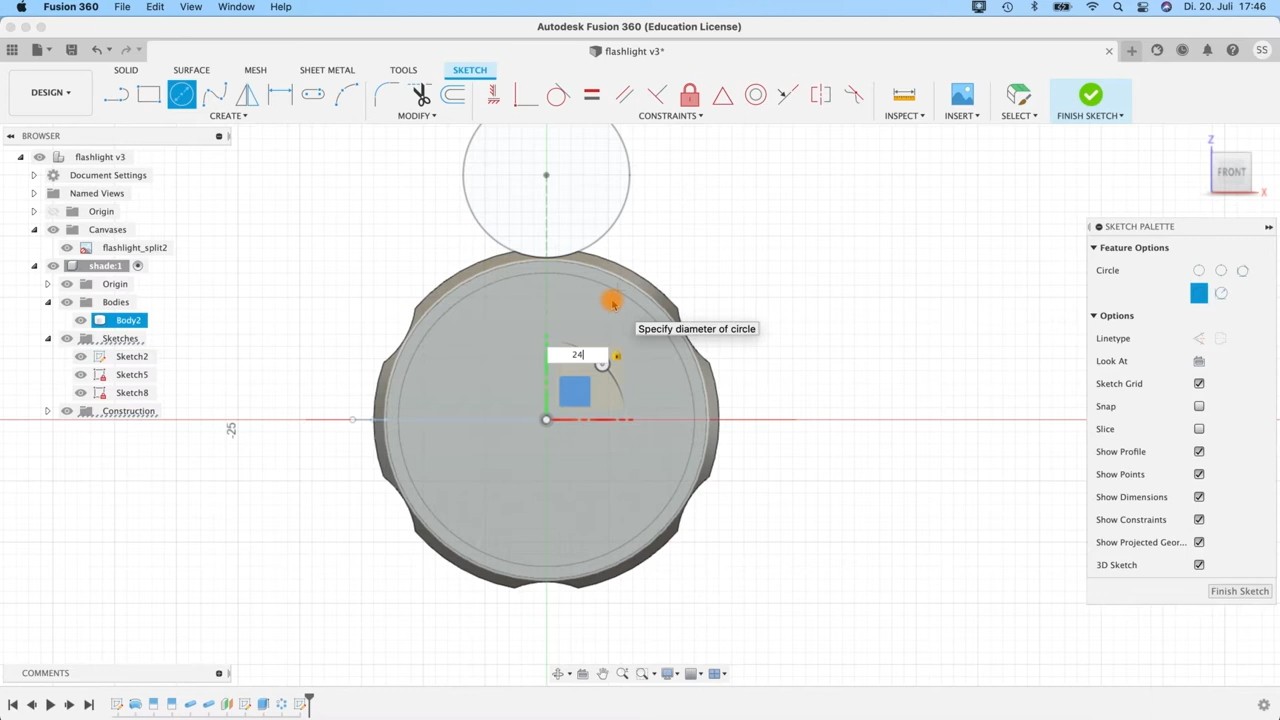 Fusion 360 File Edit View Window Help Di. 20. Juli 17:46
Autodesk Fusion 360 (Education License)
flashlight v3*
SS
SOLID SURFACE MESH SHEET METAL TOOLS SKETCH
DESIGN
CREATE MODIFY CONSTRAINTS INSPECT INSERT SELECT FINISH SKETCH
BROWSER
flashlight v3
Document Settings
Named Views
Origin
Canvases
flashlight_split2
shade:1
Origin
Bodies
Body2
Sketches
Sketch2
Sketch5
Sketch8
Construction
-25
24
Specify diameter of circle
Z
FRONT
X
SKETCH PALETTE
Feature Options
Circle
Options
Linetype
Look At
Sketch Grid
Snap
Slice
Show Profile
Show Points
Show Dimensions
Show Constraints
Show Projected Geor...
3D Sketch
Finish Sketch
COMMENTS